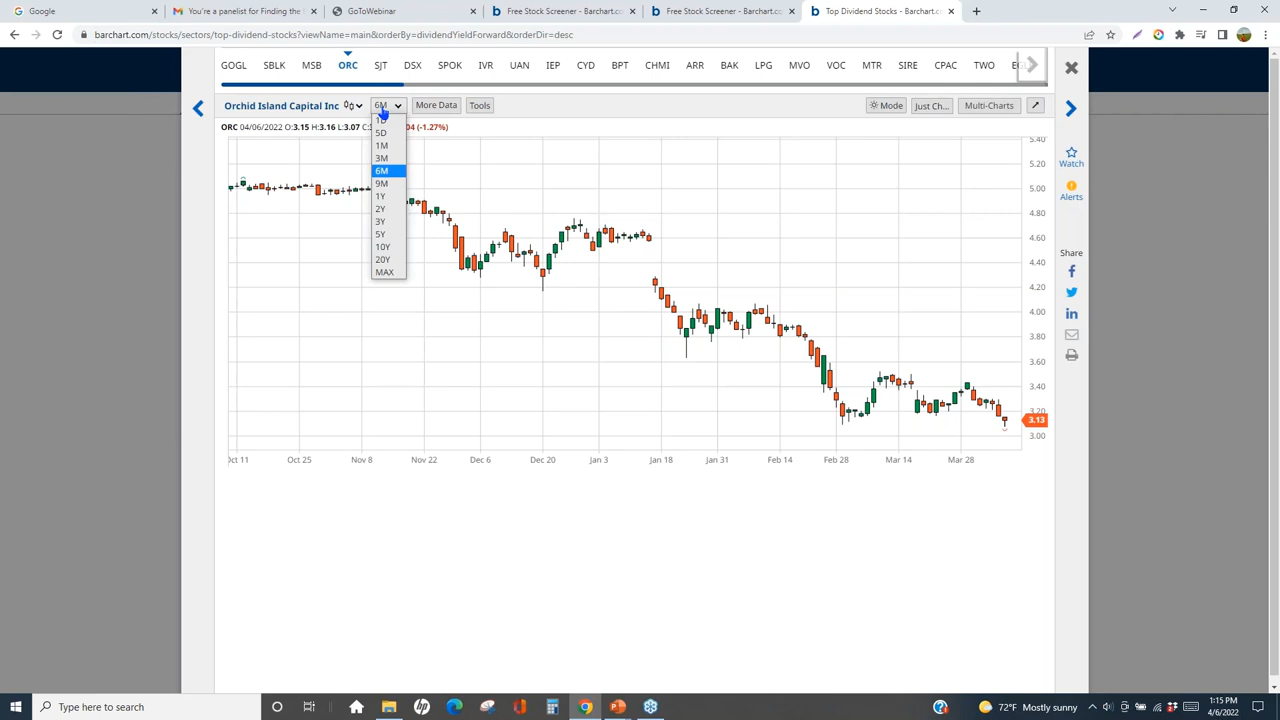 Google
You're a panelist for Finding the
GoToWebinar
Free Stock Screener - Barchart.co
Free Stock Screener - Barchart.co
Top Dividend Stocks - Barchart.co
barchart.com/stocks/sectors/top-dividend-stocks?viewName=main&orderBy=dividendYieldForward&orderDir=desc
GOGL SBLK MSB ORC SJT DSX SPOK IVR UAN IEP CYD BPT CHMI ARR BAK LPG MVO VOC MTR SIRE CPAC TWO
Orchid Island Capital Inc 6M More Data Tools Mode Just Ch... Multi-Charts
ORC 04/06/2022 O:3.15 H:3.16 L:3.07 (-1.27%)
5D
1M
3M
6M
9M
1Y
2Y
3Y
5Y
10Y
20Y
MAX
5.40
5.20
5.00
4.80
4.60
4.40
4.20
4.00
3.80
3.60
3.40
3.20
3.13
3.00
Oct 25 Nov 8 Nov 22 Dec 6 Dec 20 Jan 3 Jan 18 Jan 31 Feb 14 Feb 28 Mar 14 Mar 28
Watch
Alerts
Share
Type here to search
72°F Mostly sunny
1:15 PM
4/6/2022